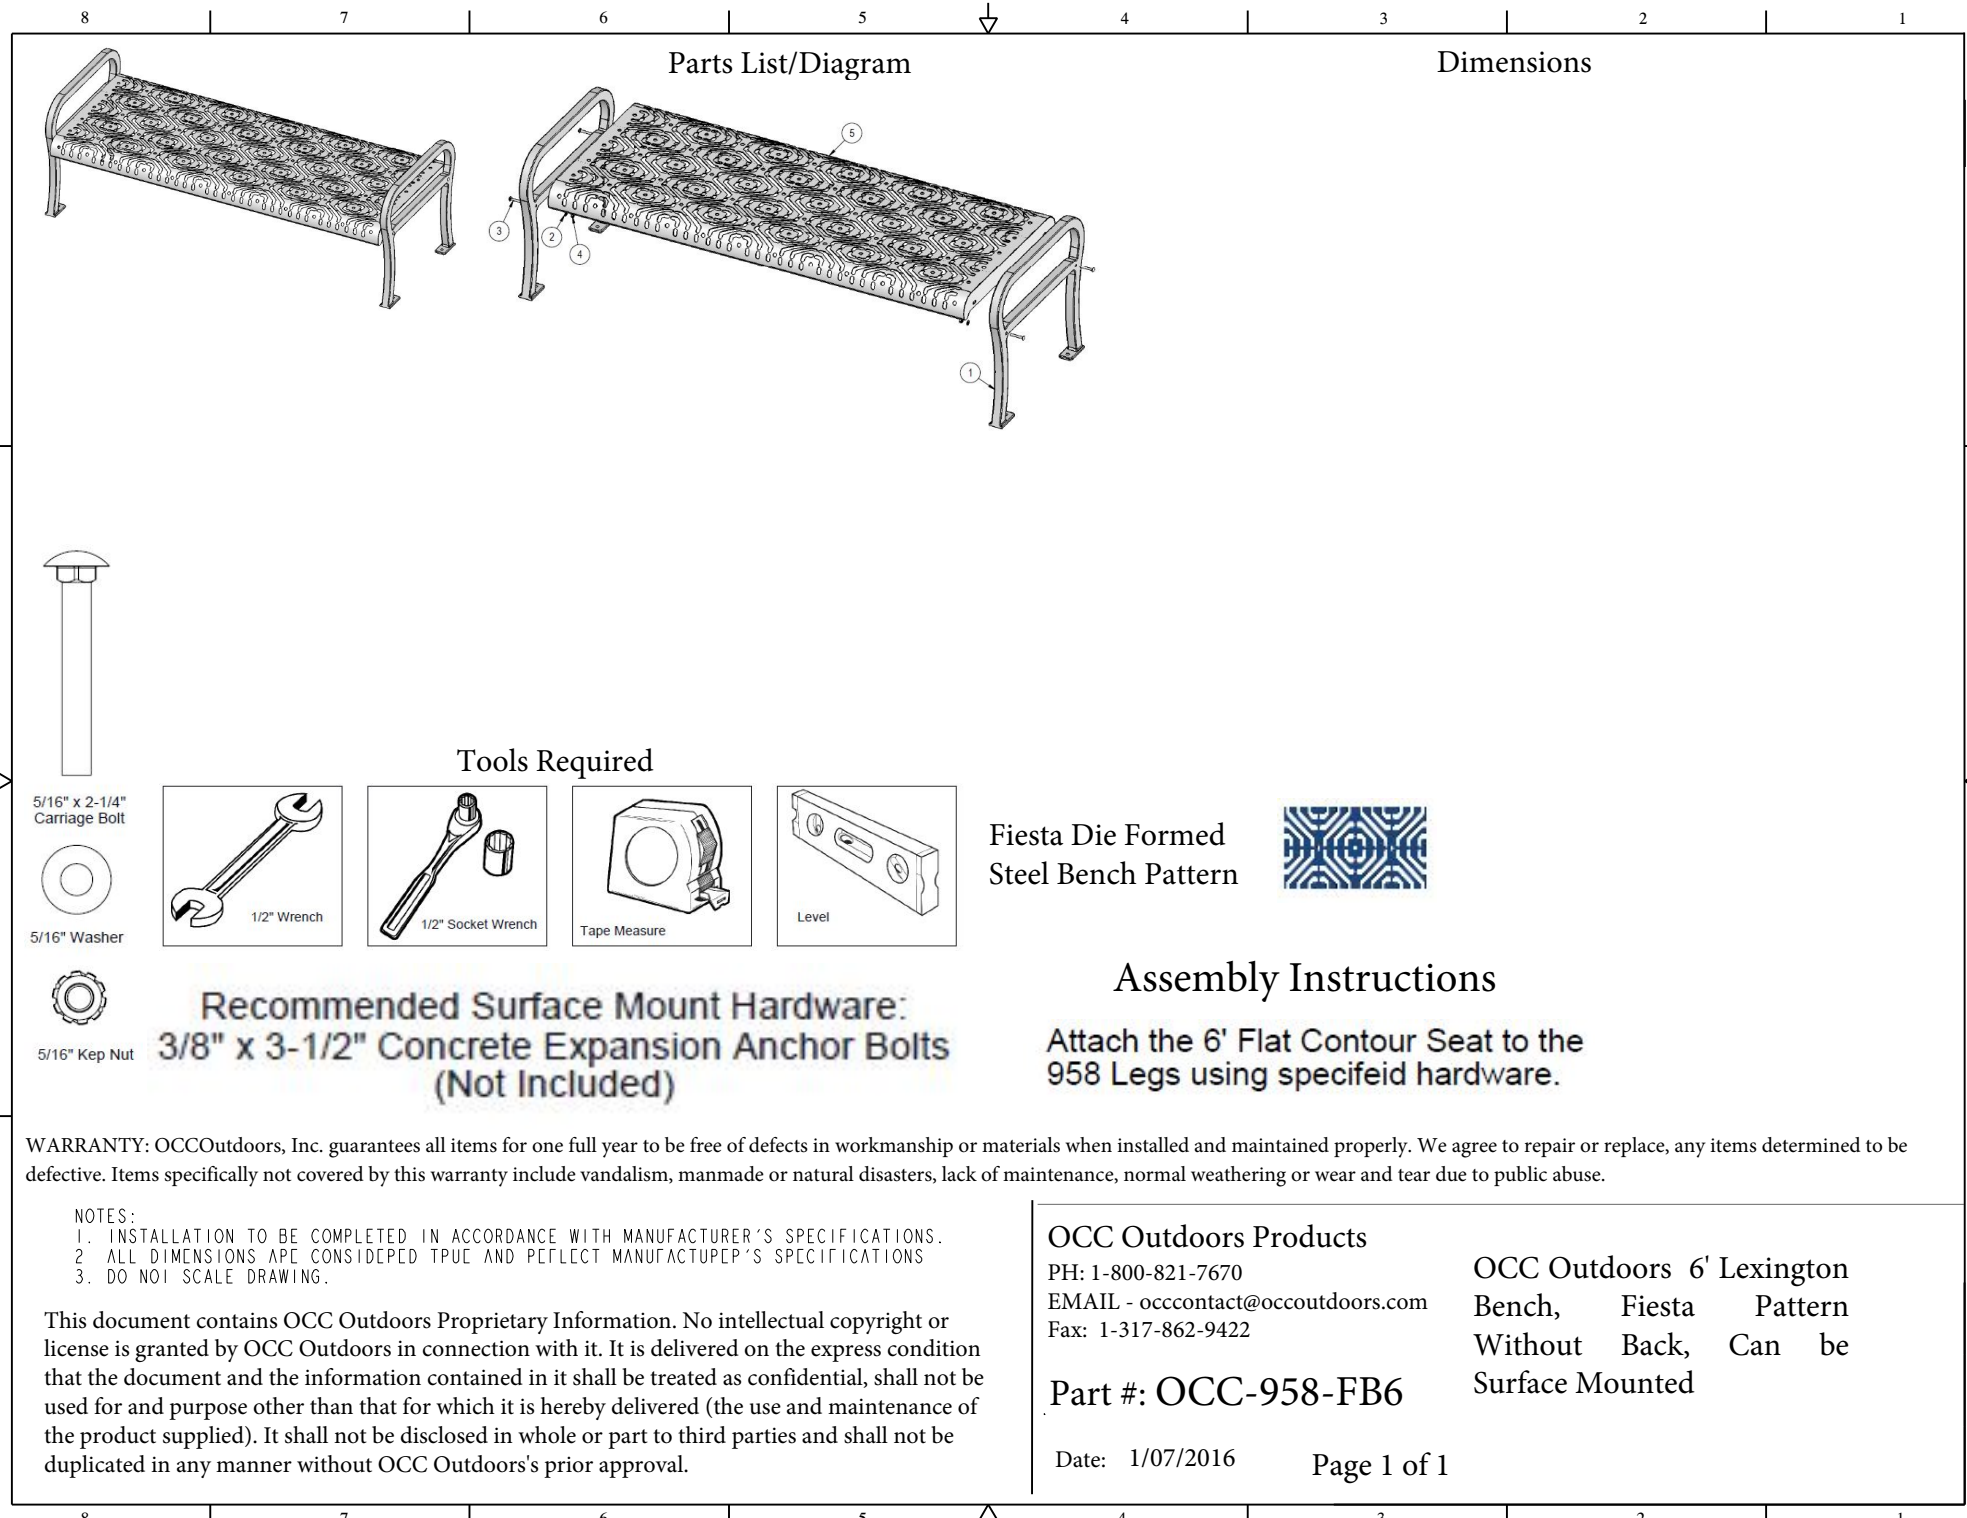 8 7 6 5 4 3 2 1
Parts List/Diagram
Dimensions
5
3
2
4
1
Tools Required
5/16" x 2-1/4"
Carriage Bolt
5/16" Washer
5/16" Kep Nut
1/2" Wrench
1/2" Socket Wrench
Tape Measure
Level
Fiesta Die Formed
Steel Bench Pattern
Recommended Surface Mount Hardware:
3/8" x 3-1/2" Concrete Expansion Anchor Bolts
(Not Included)
Assembly Instructions
Attach the 6' Flat Contour Seat to the
958 Legs using specifeid hardware.
WARRANTY: OCCOutdoors, Inc. guarantees all items for one full year to be free of defects in workmanship or materials when installed and maintained properly. We agree to repair or replace, any items determined to be
defective. Items specifically not covered by this warranty include vandalism, manmade or natural disasters, lack of maintenance, normal weathering or wear and tear due to public abuse.
NOTES:
1. INSTALLATION TO BE COMPLETED IN ACCORDANCE WITH MANUFACTURER'S SPECIFICATIONS.
2 ALL DIMENSIONS APE CONSIDEPED TPUE AND PEFLECT MANUFACTUPEP'S SPECIFICATIONS
3. DO NOI SCALE DRAWING.
This document contains OCC Outdoors Proprietary Information. No intellectual copyright or
license is granted by OCC Outdoors in connection with it. It is delivered on the express condition
that the document and the information contained in it shall be treated as confidential, shall not be
used for and purpose other than that for which it is hereby delivered (the use and maintenance of
the product supplied). It shall not be disclosed in whole or part to third parties and shall not be
duplicated in any manner without OCC Outdoors's prior approval.
OCC Outdoors Products
PH: 1-800-821-7670
EMAIL - occcontact@occoutdoors.com
Fax: 1-317-862-9422
Part #: OCC-958-FB6
Date: 1/07/2016
Page 1 of 1
OCC Outdoors 6' Lexington
Bench, Fiesta Pattern
Without Back, Can be
Surface Mounted
8 7 6 5 4 3 2 1